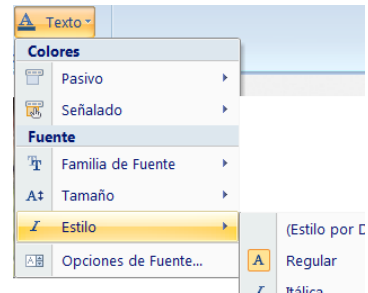 Texto
Colores
Pasivo
Señalado
Fuente
Familia de Fuente
Tamaño
Estilo
(Estilo por D
Opciones de Fuente...
Regular
Itálica